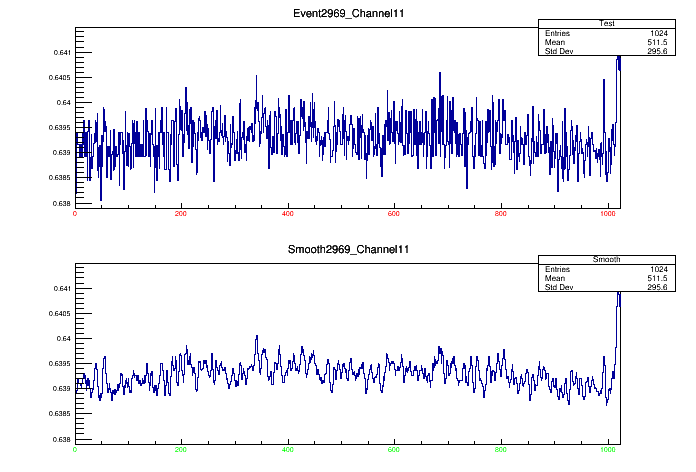 Event2969_Channel11
Test
Entries 1024
Mean 511.5
Std Dev 295.6
0.641
0.6405
0.64
0.6395
0.639
0.6385
0.638
0 200 400 600 800 1000
Smooth2969_Channel11
Smooth
Entries 1024
Mean 511.5
Std Dev 295.6
0.641
0.6405
0.64
0.6395
0.639
0.6385
0.638
0 200 400 600 800 1000